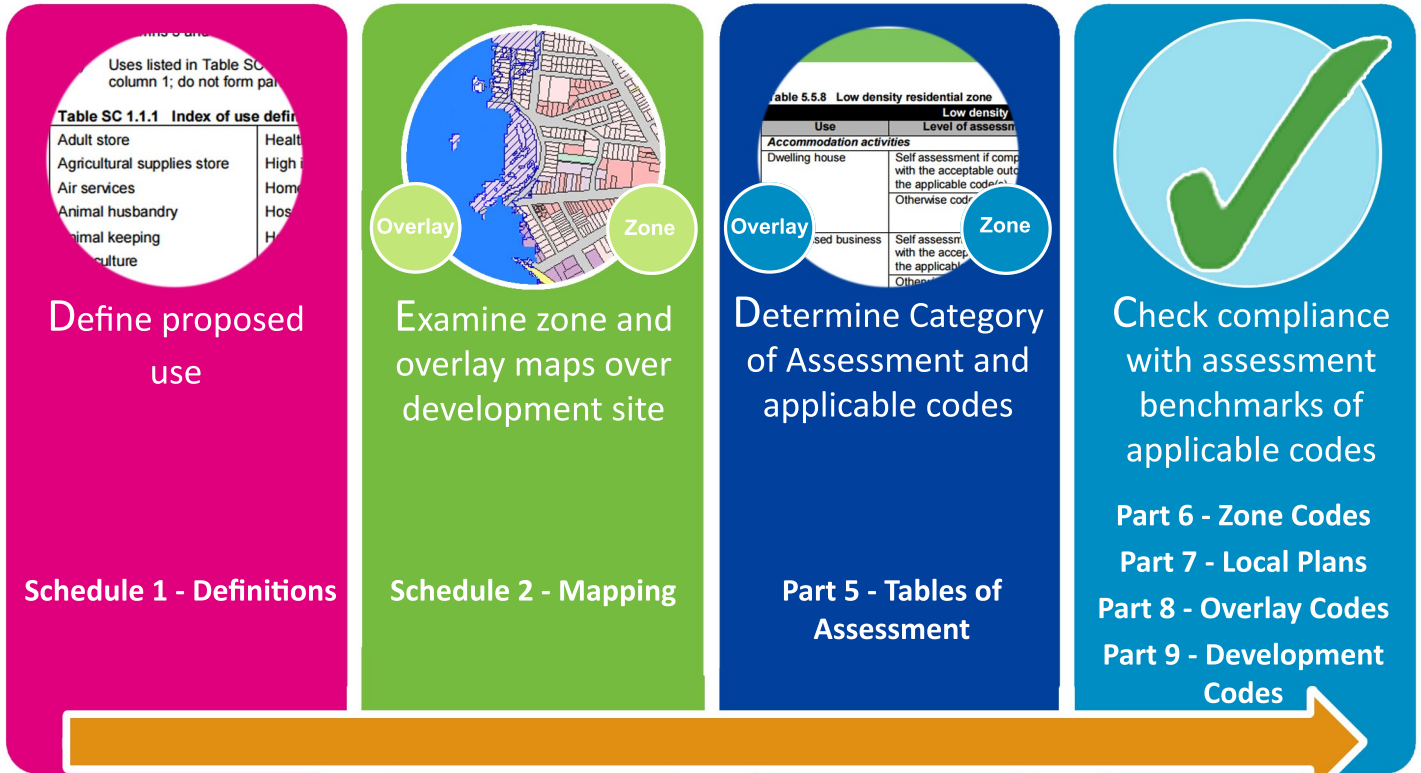 Uses listed in Table SC
column 1; do not form par
Table SC 1.1.1 Index of use defin
Adult store
Healt
Agricultural supplies store
High i
Air services
Home
Animal husbandry
Hos
nimal keeping
H
culture
Define proposed
use
Schedule 1 - Definitions
Overlay
Zone
Examine zone and
overlay maps over
development site
Schedule 2 - Mapping
able 5.5.8 Low density residential zone
Low density
Use
Level of assessm
Accommodation activities
Dwelling house
Self assessment if comp
with the acceptable outc
the applicable code(s)
Otherwise code
Overlay
Zone
sed business
Self assessm
with the accep
the applicabl
Other
Determine Category
of Assessment and
applicable codes
Part 5 - Tables of
Assessment
Check compliance
with assessment
benchmarks of
applicable codes
Part 6 - Zone Codes
Part 7 - Local Plans
Part 8 - Overlay Codes
Part 9 - Development
Codes